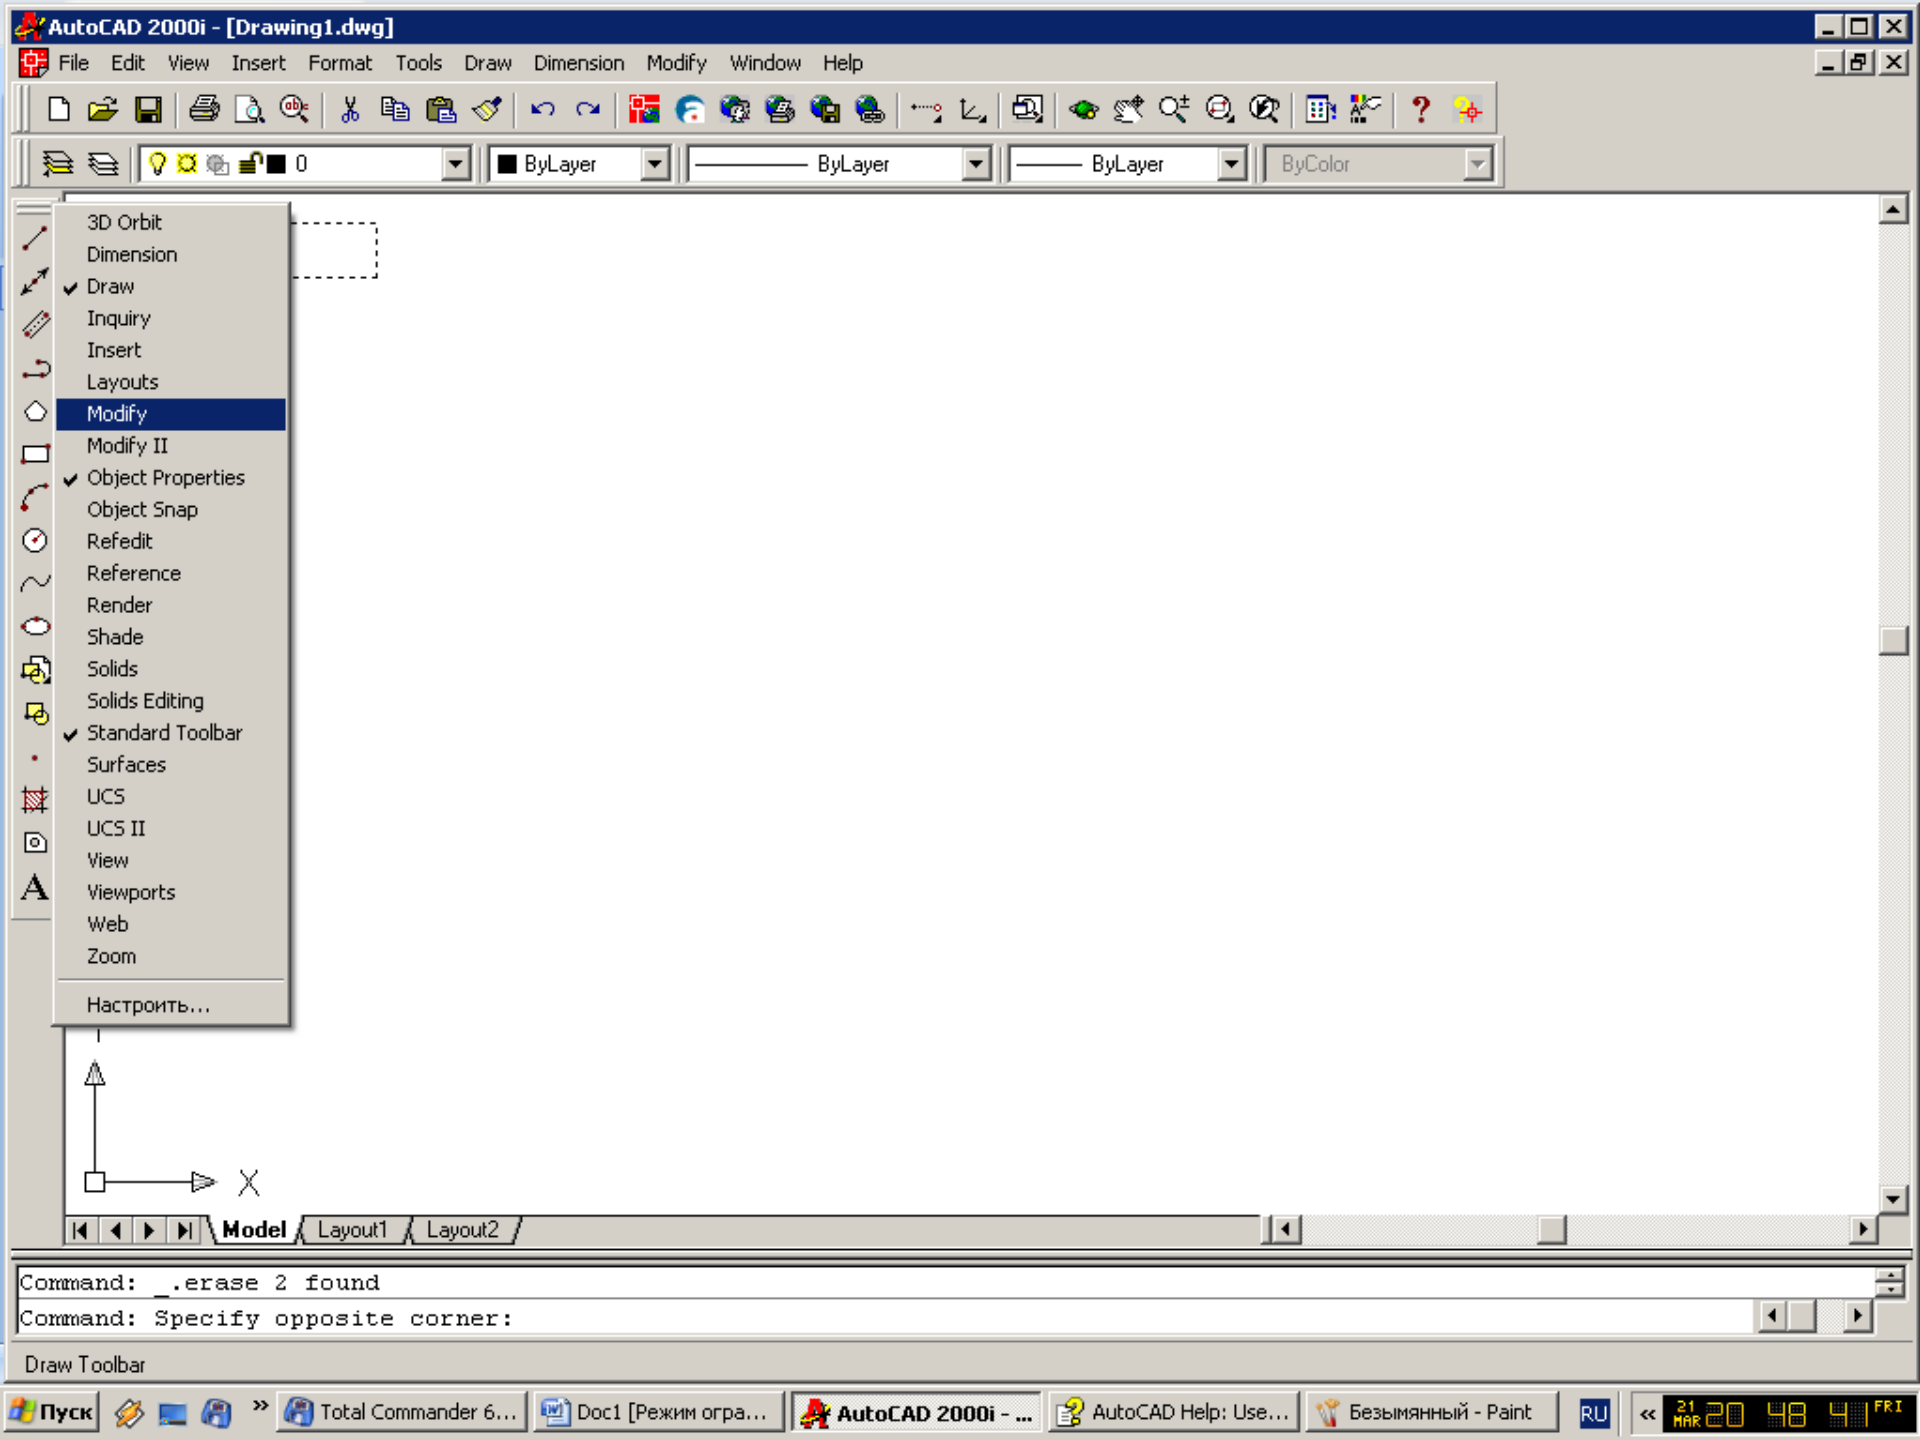 AutoCAD 2000i - [Drawing1.dwg]
File Edit View Insert Format Tools Draw Dimension Modify Window Help
0 ByLayer ByLayer ByLayer ByColor
3D Orbit
Dimension
Draw
Inquiry
Insert
Layouts
Modify
Modify II
Object Properties
Object Snap
Refedit
Reference
Render
Shade
Solids
Solids Editing
Standard Toolbar
Surfaces
UCS
UCS II
View
Viewports
Web
Zoom
Настроить...
A
X
Model Layout1 Layout2
Command: _.erase 2 found
Command: Specify opposite corner:
Draw Toolbar
Пуск » Total Commander 6... Doc1 [Режим огра... AutoCAD 2000i - ... AutoCAD Help: Use... Безымянный - Paint RU « 21 MAR 20 48 41 FRI